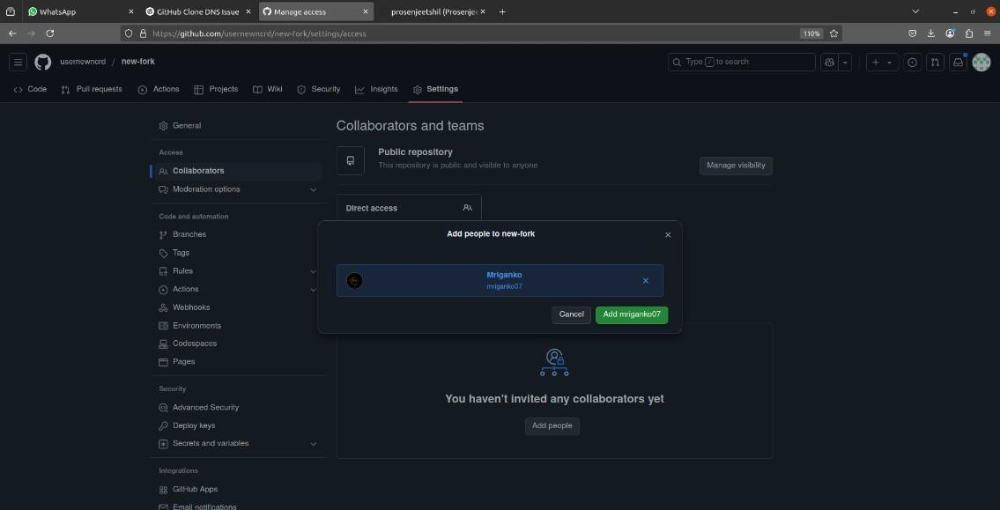 WhatsApp
GitHub Clone DNS Issue
Manage access
prosenjeetshil (Prosenje
https://github.com/usernewncrd/new-fork/settings/access
110%
usernewncrd / new-fork
Type / to search
Code
Pull requests
Actions
Projects
Wiki
Security
Insights
Settings
General
Access
Collaborators
Moderation options
Code and automation
Branches
Tags
Rules
Actions
Webhooks
Environments
Codespaces
Pages
Security
Advanced Security
Deploy keys
Secrets and variables
Integrations
GitHub Apps
Email notifications
Collaborators and teams
Public repository
This repository is public and visible to anyone
Manage visibility
Direct access
Add people to new-fork
Mriganko
mriganko07
Cancel
Add mriganko07
You haven't invited any collaborators yet
Add people